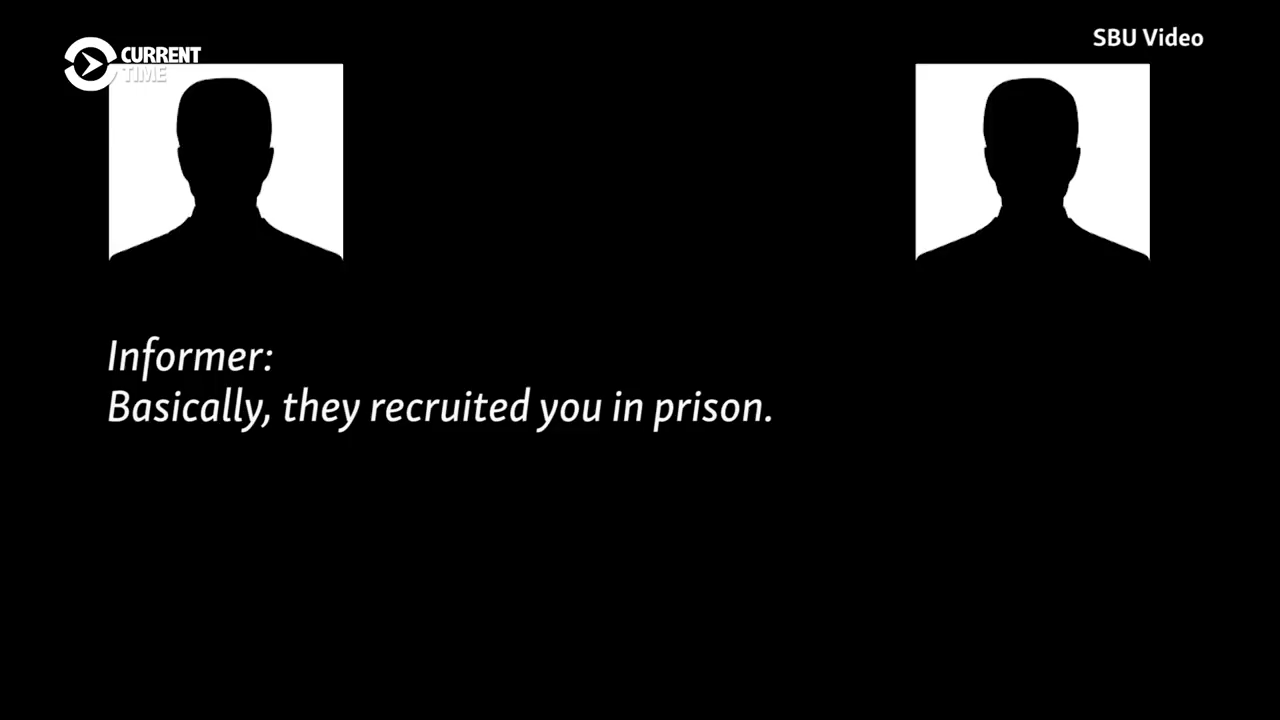 CURRENT
TIME
SBU Video
Informer:
Basically, they recruited you in prison.